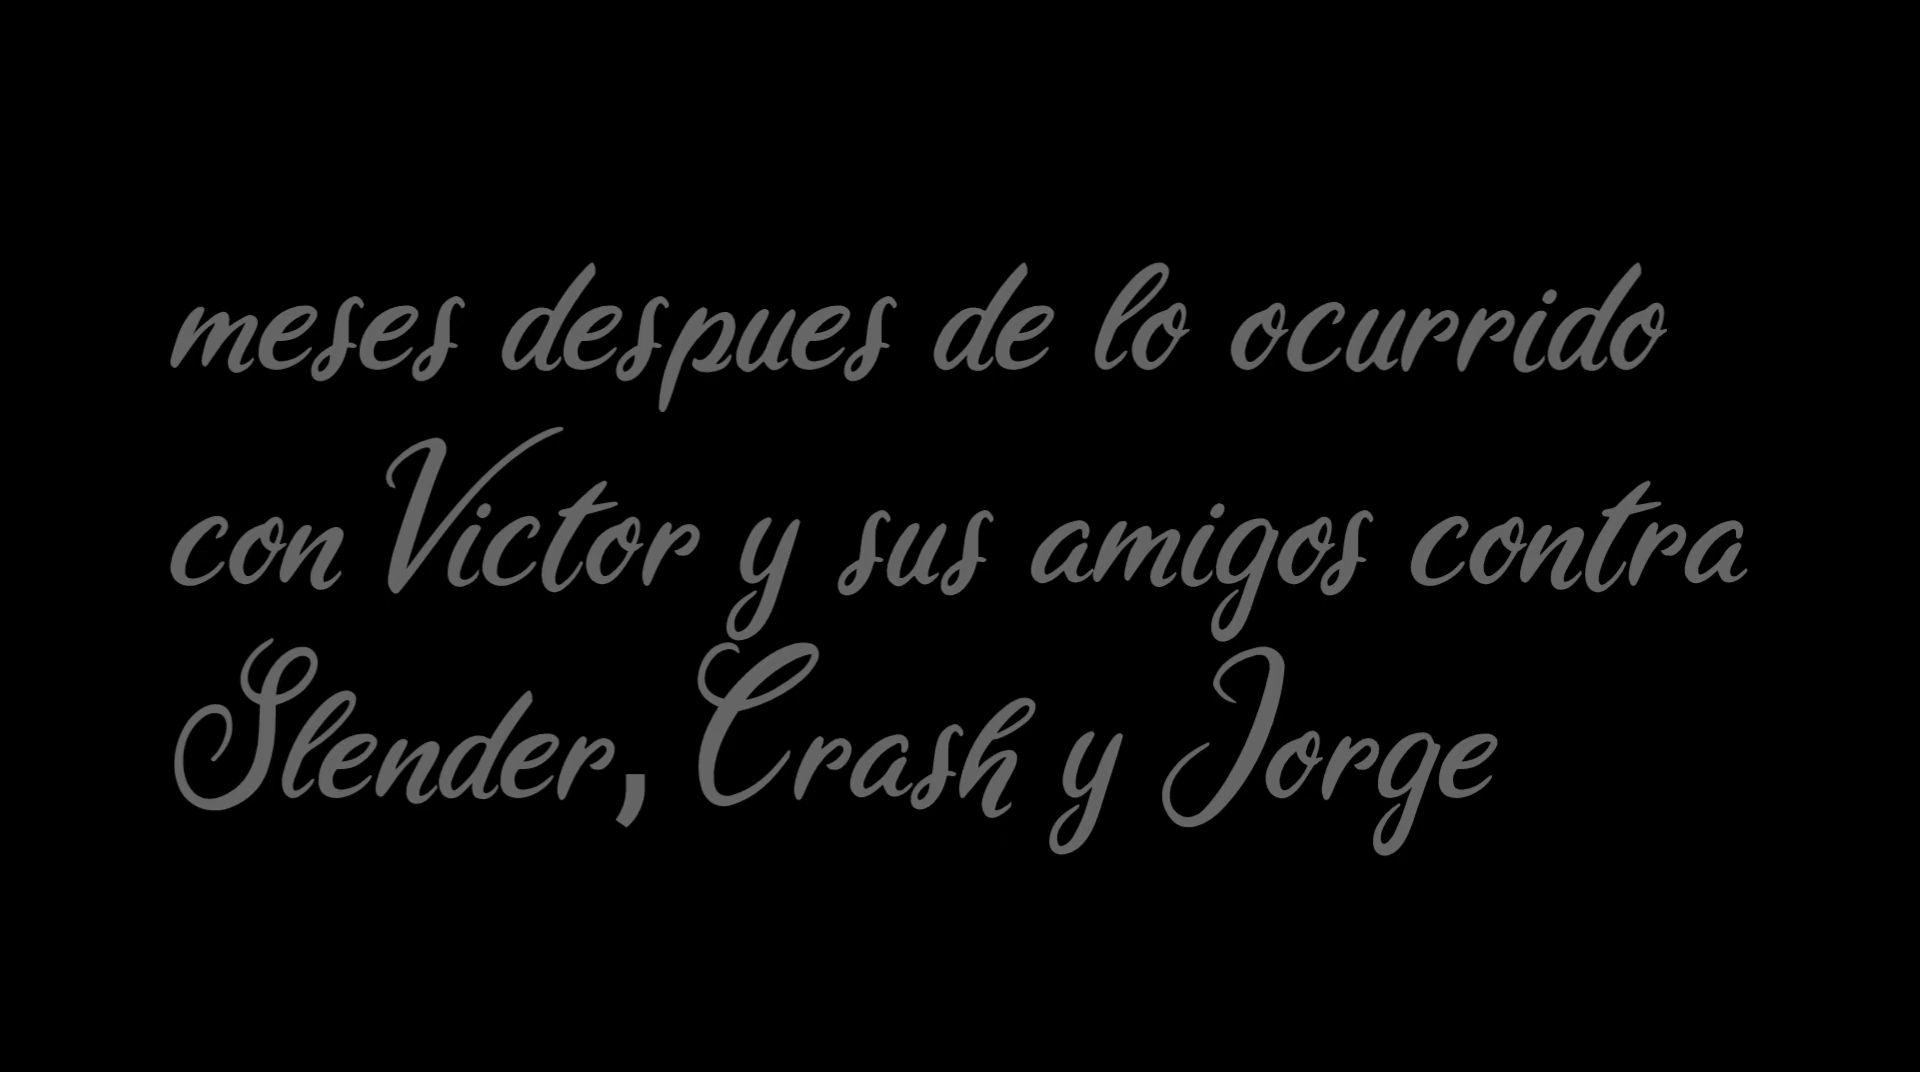 meses despues de lo ocurrido
con Victor y sus amigos contra
Slender, Crash y Jorge